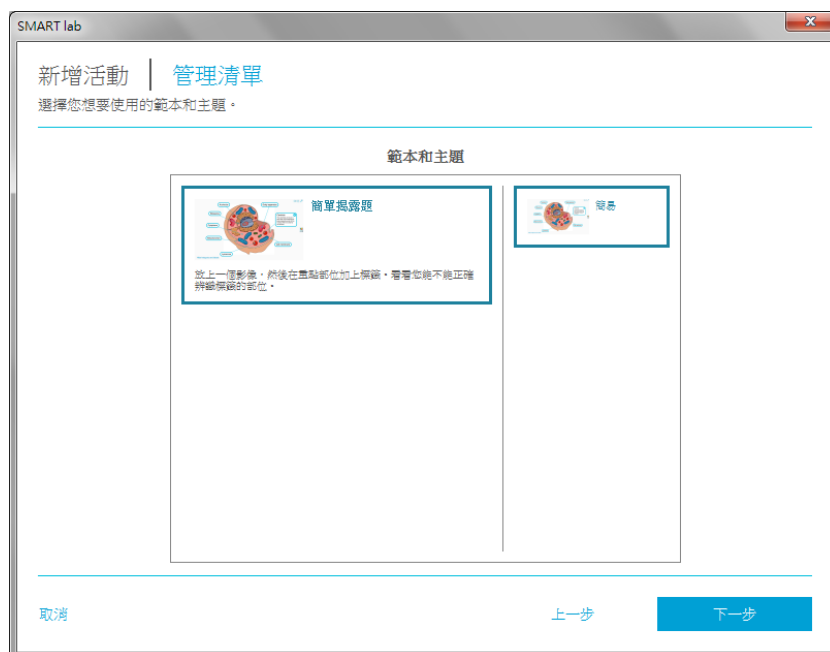 SMART lab
新增活動 | 管理清單
選擇您想要使用的範本和主題。
範本和主題
簡單揭露題
放上一個影像，然後在重點部位加上標籤。看看您能不能正確
辨識標籤的部位。
簡易
取消
上一步
下一步